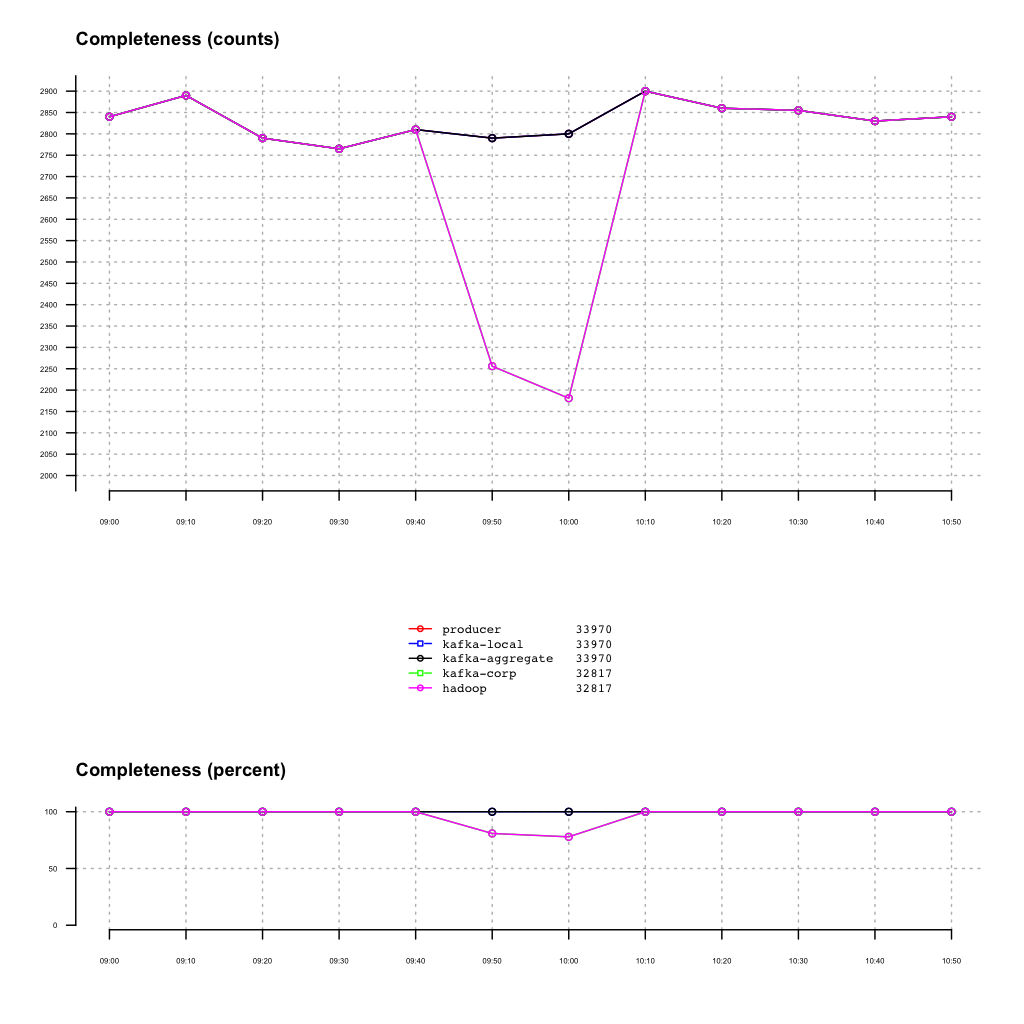 Completeness (counts)
2900
2850
2800
2750
2700
2650
2600
2550
2500
2450
2400
2350
2300
2250
2200
2150
2100
2050
2000
09:00 09:10 09:20 09:30 09:40 09:50 10:00 10:10 10:20 10:30 10:40 10:50
producer 33970
kafka-local 33970
kafka-aggregate 33970
kafka-corp 32817
hadoop 32817
Completeness (percent)
100
50
0
09:00 09:10 09:20 09:30 09:40 09:50 10:00 10:10 10:20 10:30 10:40 10:50